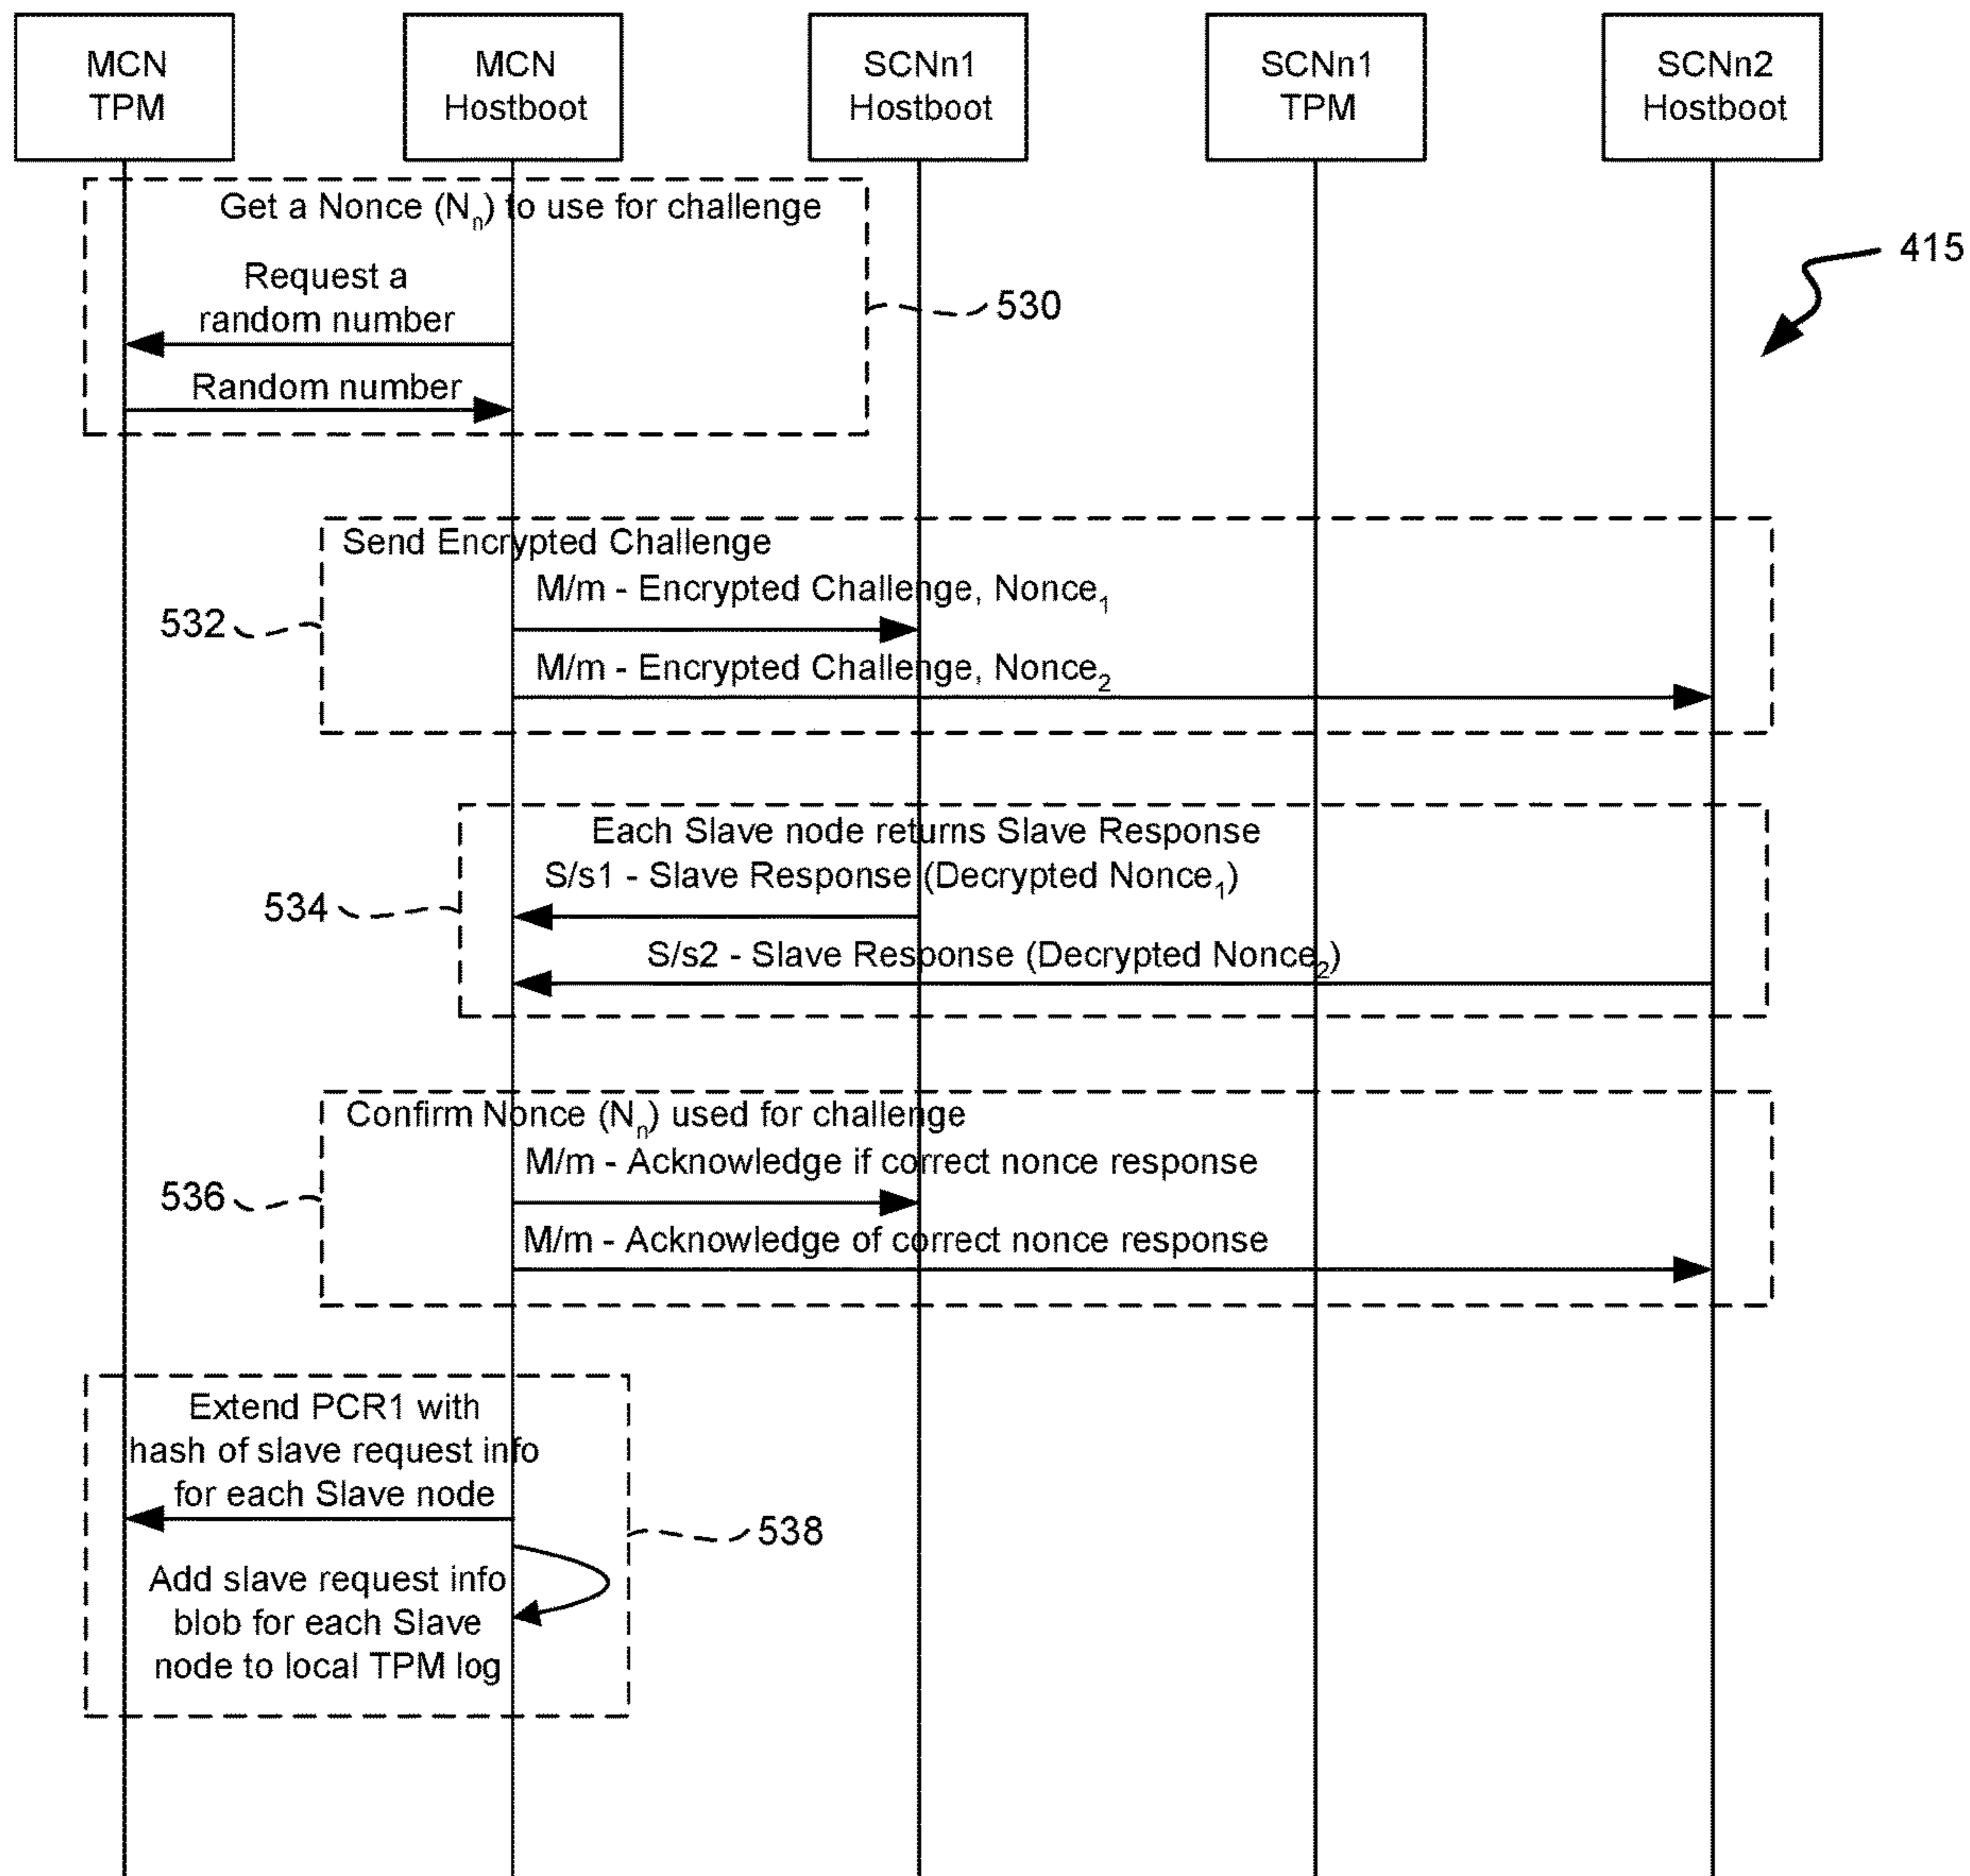 MCN
TPM
MCN
Hostboot
SCNn1
Hostboot
SCNn1
TPM
SCNn2
Hostboot
Get a Nonce (Nₙ) to use for challenge
Request a
random number
Random number
530
415
Send Encrypted Challenge
M/m - Encrypted Challenge, Nonce₁
532
M/m - Encrypted Challenge, Nonce₂
Each Slave node returns Slave Response
S/s1 - Slave Response (Decrypted Nonce₁)
534
S/s2 - Slave Response (Decrypted Nonce₂)
Confirm Nonce (Nₙ) used for challenge
M/m - Acknowledge if correct nonce response
536
M/m - Acknowledge of correct nonce response
Extend PCR1 with
hash of slave request info
for each Slave node
538
Add slave request info
blob for each Slave
node to local TPM log